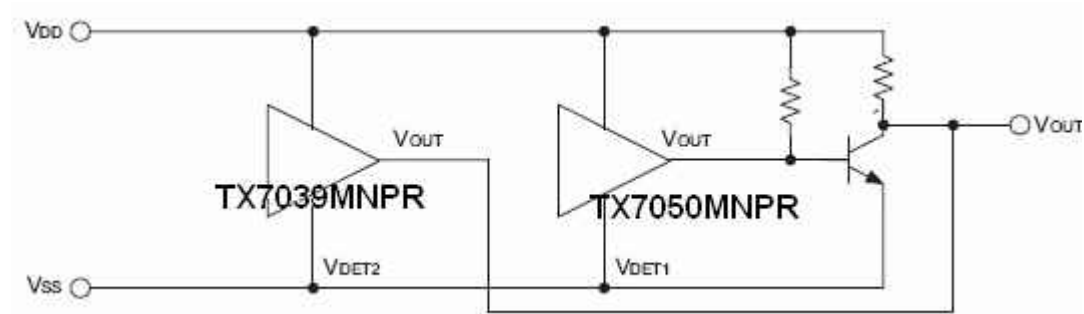 VDD
VOUT
VOUT
VOUT
TX7039MNPR
TX7050MNPR
VDET2
VDET1
VSS